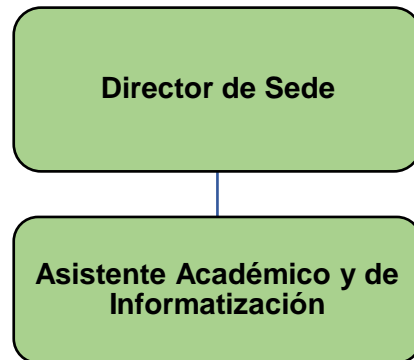 Director de Sede
Asistente Académico y de
Informatización